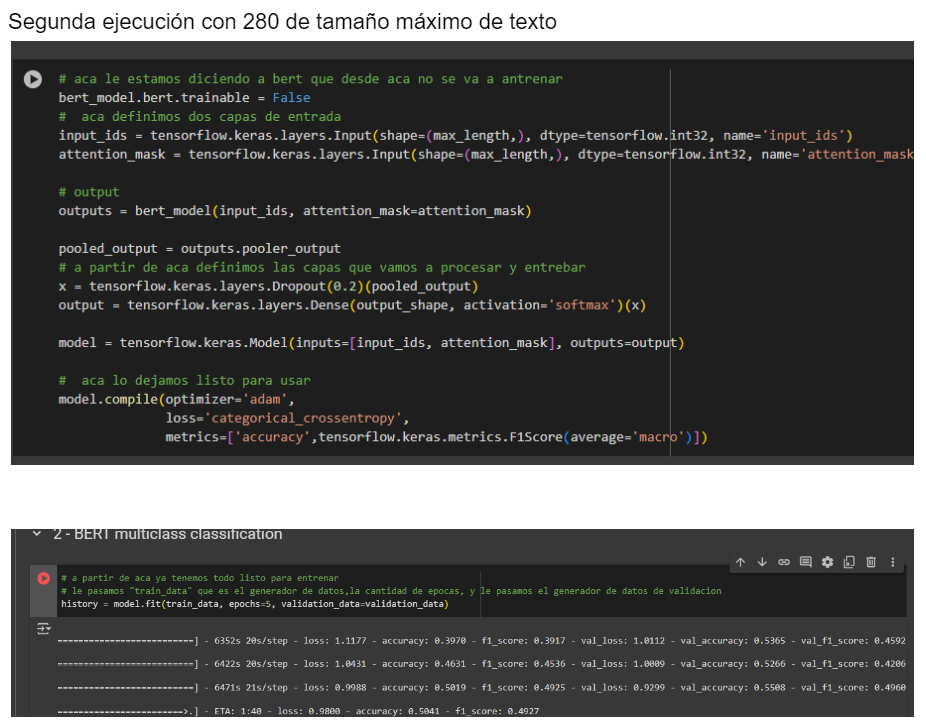 Segunda ejecución con 280 de tamaño máximo de texto
# aca le estamos diciendo a bert que desde aca no se va a antrenar
bert_model.bert.trainable = False
#  aca definimos dos capas de entrada
input_ids = tensorflow.keras.layers.Input(shape=(max_length,), dtype=tensorflow.int32, name='input_ids')
attention_mask = tensorflow.keras.layers.Input(shape=(max_length,), dtype=tensorflow.int32, name='attention_mask
# output
outputs = bert_model(input_ids, attention_mask=attention_mask)
pooled_output = outputs.pooler_output
# a partir de aca definimos las capas que vamos a procesar y entrebar
x = tensorflow.keras.layers.Dropout(0.2)(pooled_output)
output = tensorflow.keras.layers.Dense(output_shape, activation='softmax')(x)
model = tensorflow.keras.Model(inputs=[input_ids, attention_mask], outputs=output)
#  aca lo dejamos listo para usar
model.compile(optimizer='adam',
loss='categorical_crossentropy',
metrics=['accuracy',tensorflow.keras.metrics.F1Score(average='macro')])
2 - BERT multiclass classification
# a partir de aca ya tenemos todo listo para entrenar
# le pasamos "train_data" que es el generador de datos,la cantidad de epocas, y le pasamos el generador de datos de validacion
history = model.fit(train_data, epochs=5, validation_data=validation_data)
--------------------------] - 6352s 20s/step - loss: 1.1177 - accuracy: 0.3970 - f1_score: 0.3917 - val_loss: 1.0112 - val_accuracy: 0.5365 - val_f1_score: 0.4592
--------------------------] - 6422s 20s/step - loss: 1.0431 - accuracy: 0.4631 - f1_score: 0.4536 - val_loss: 1.0009 - val_accuracy: 0.5266 - val_f1_score: 0.4206
--------------------------] - 6471s 21s/step - loss: 0.9988 - accuracy: 0.5019 - f1_score: 0.4925 - val_loss: 0.9299 - val_accuracy: 0.5508 - val_f1_score: 0.4960
------------------------>.] - ETA: 1:40 - loss: 0.9800 - accuracy: 0.5041 - f1_score: 0.4927